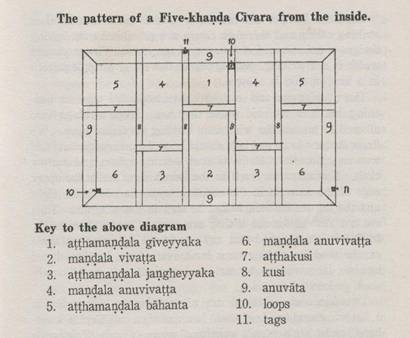 The pattern of a Five-khaṇḍa Cīvara from the inside.
11 10
9
5 4 1 4 5
7 7 7
9 8 8 8 8 9
7 7
6 3 2 3 6
10 11
9
Key to the above diagram
1. aṭṭhamaṇḍala gīveyyaka
2. maṇḍala vivaṭṭa
3. aṭṭhamaṇḍala jaṅgheyyaka
4. maṇḍala anuvivaṭṭa
5. aṭṭhamaṇḍala bāhanta
6. maṇḍala anuvivaṭṭa
7. aṭṭhakusi
8. kusi
9. anuvāta
10. loops
11. tags